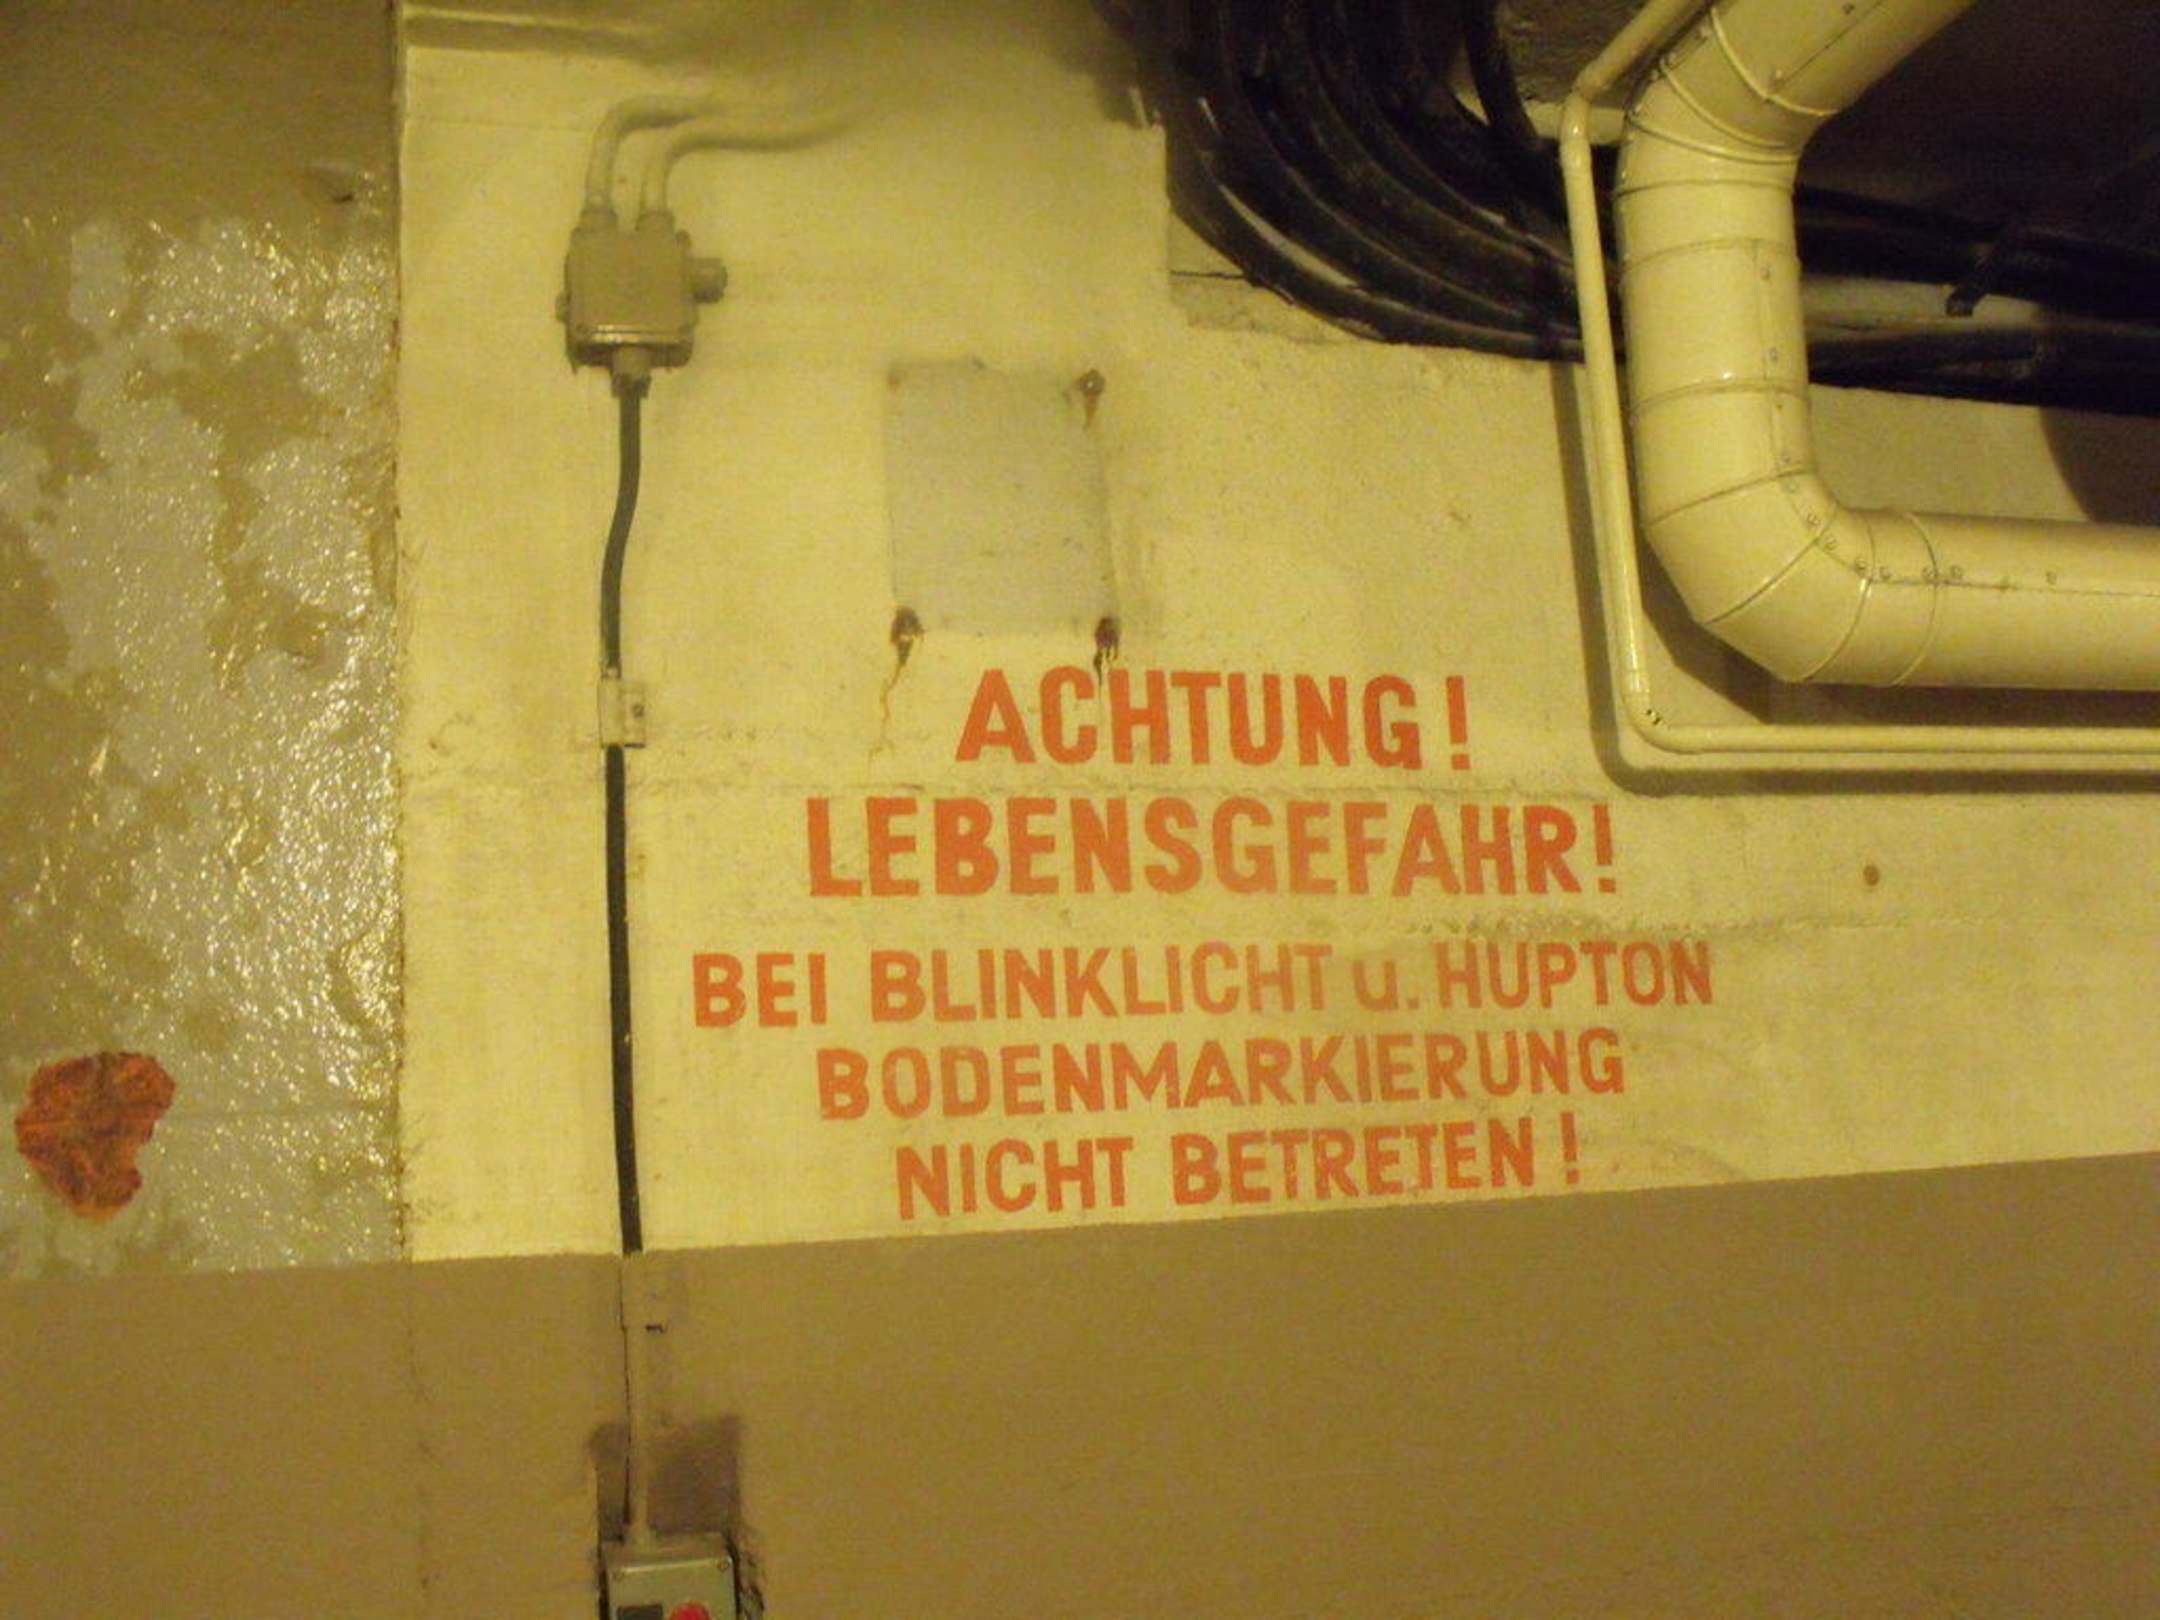 ACHTUNG!
LEBENSGEFAHR!
BEI BLINKLICHT u. HUPTON
BODENMARKIERUNG
NICHT BETRETEN!